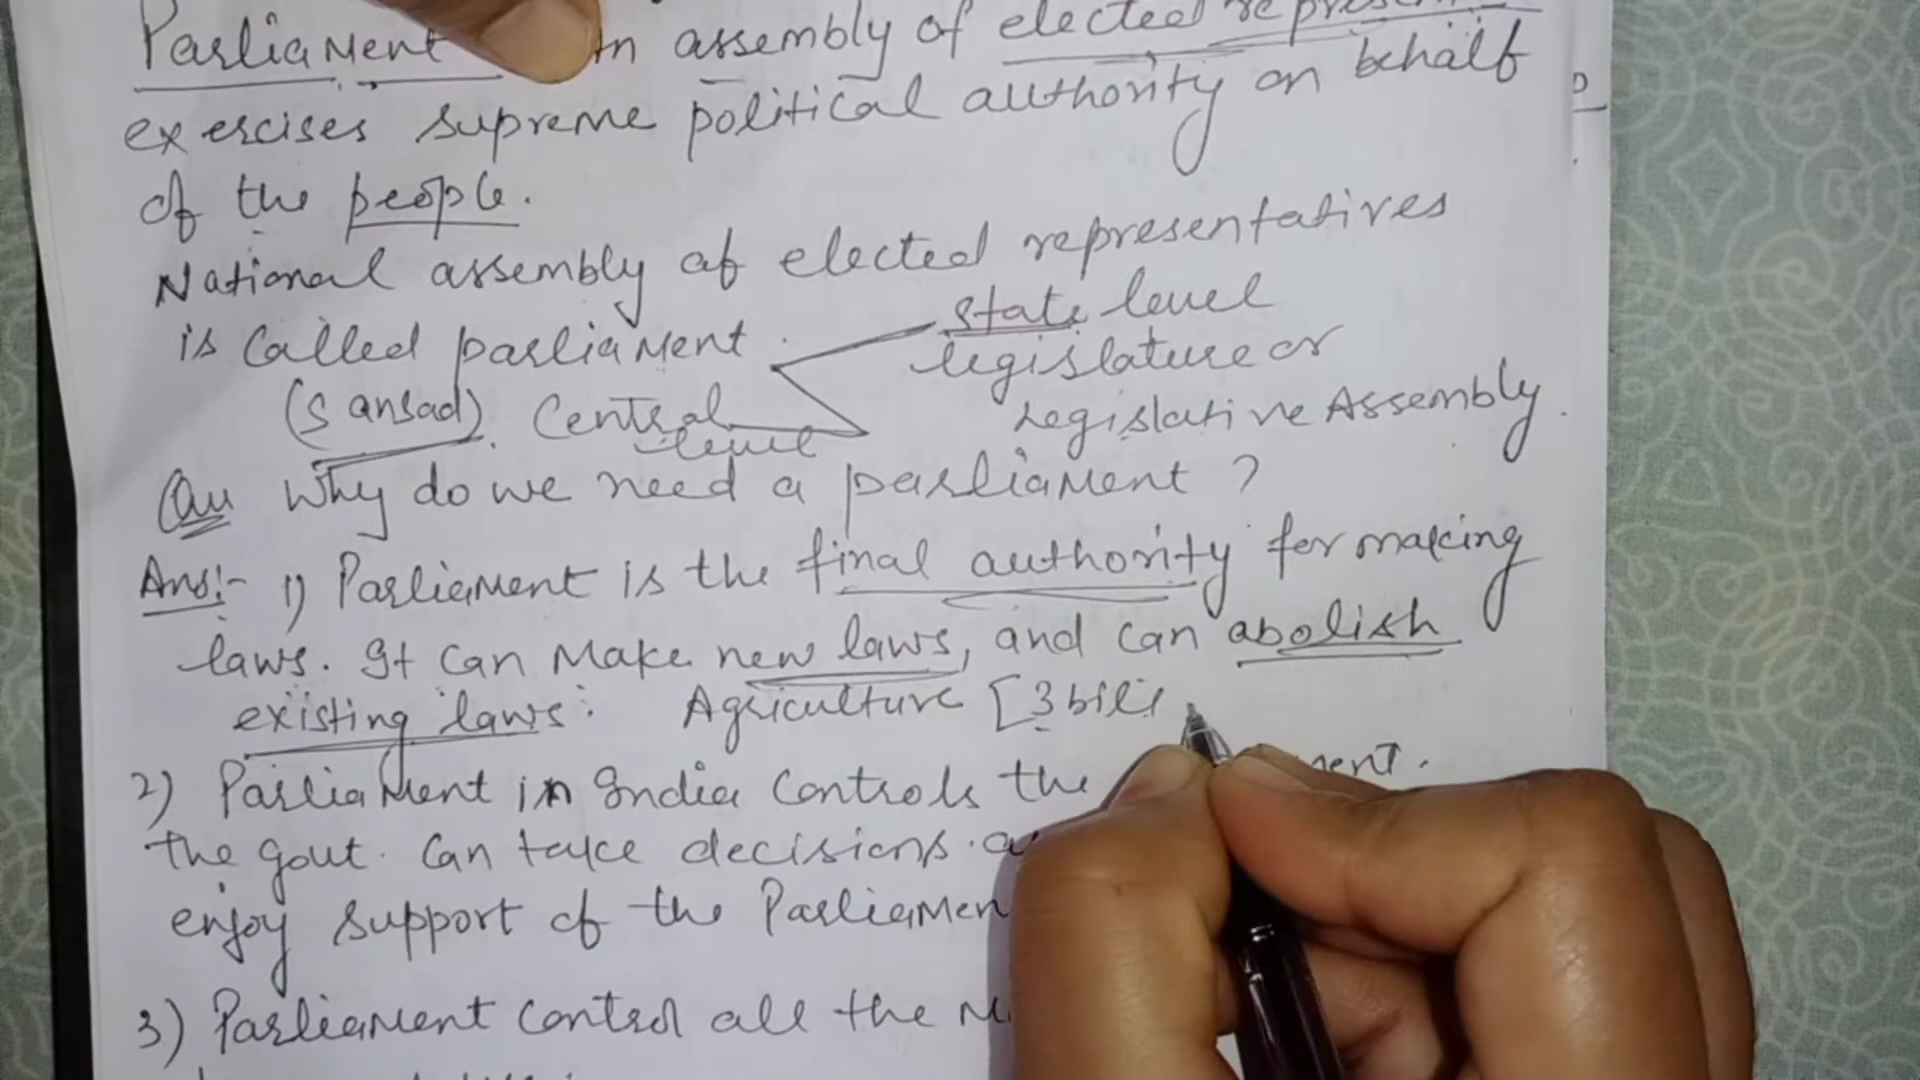 Parliament An assembly of elected
exercises supreme political authority on behalf
of the people.
National assembly of elected representatives
is called parliament.
state level
legislature or
Legislative Assembly.
(Sansad). Central
level
Qu Why do we need a parliament ?
Ans:- 1) Parliament is the final authority for making
laws. It can make new laws, and can abolish
existing laws. Agriculture [3 bill
2) Parliament in India controls the
the gout. Can take decisions
enjoy support of the
3) Parliament control all the